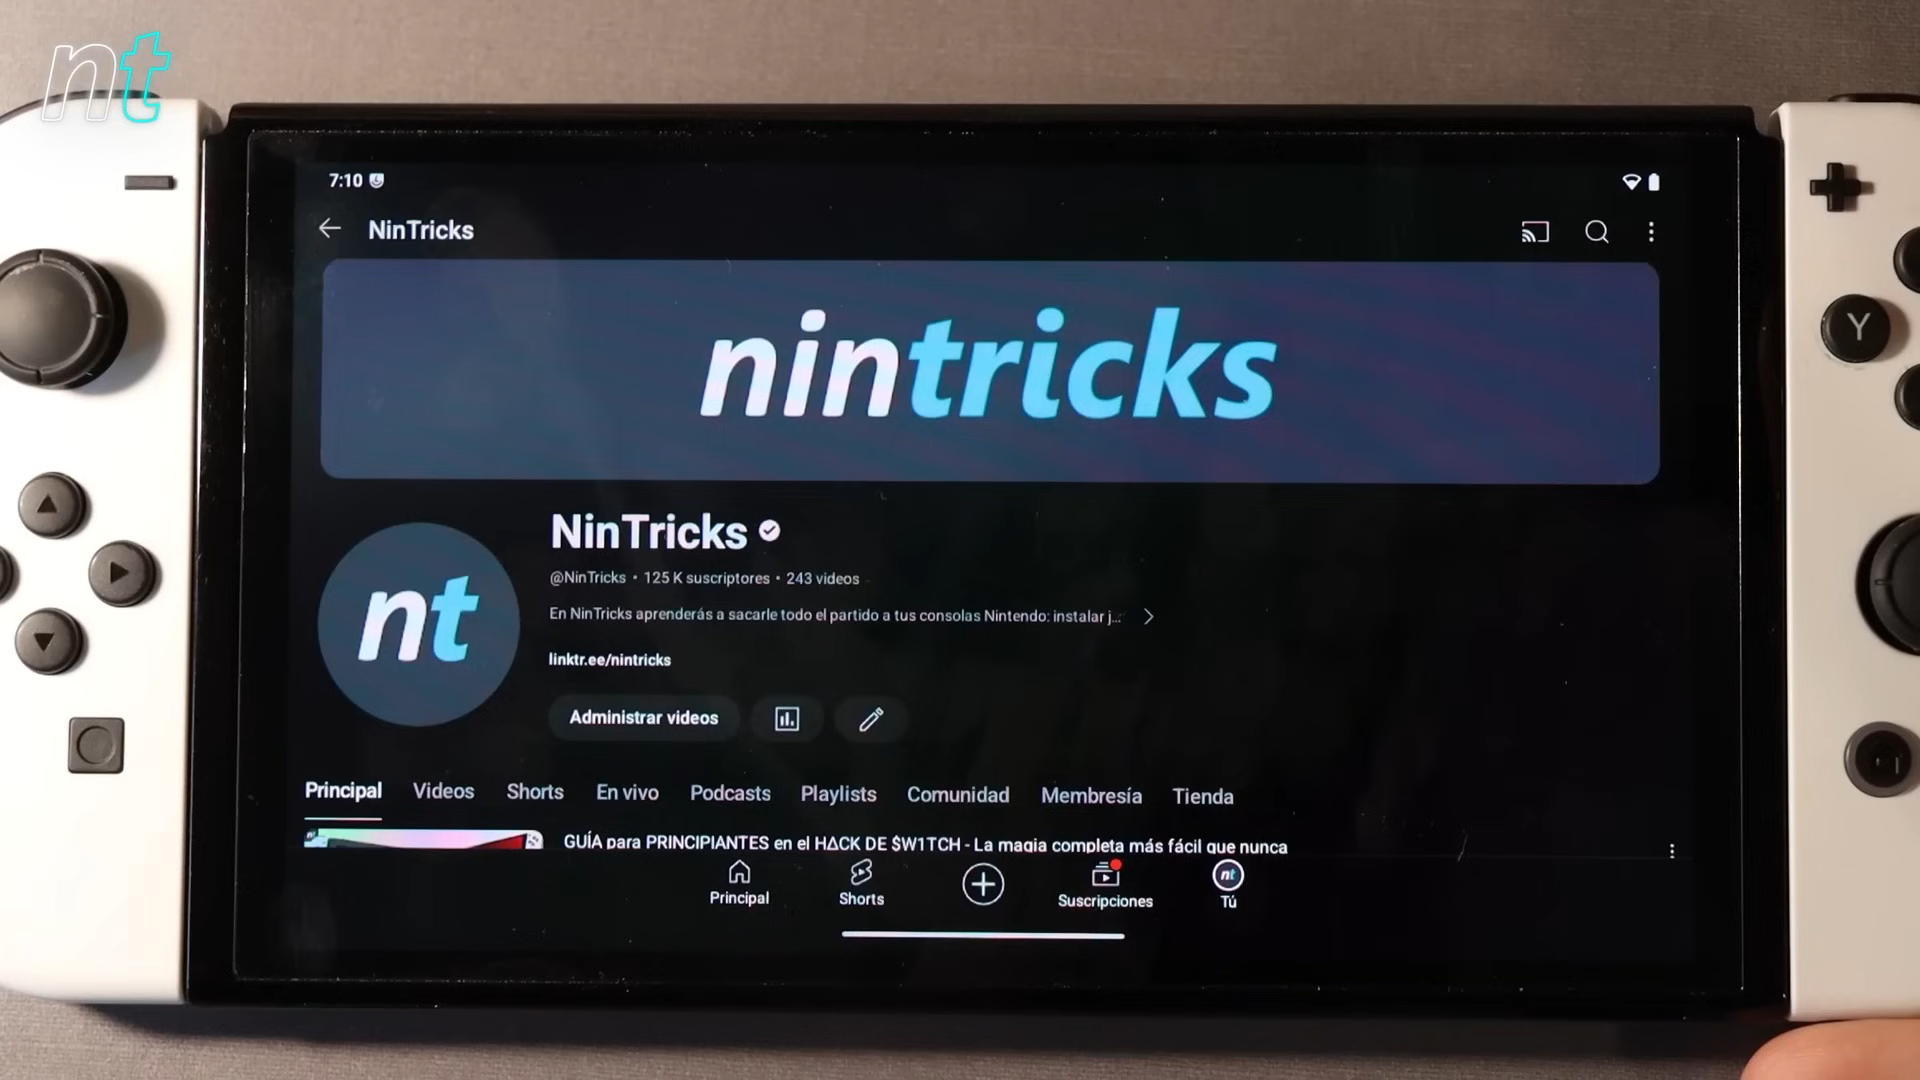 nt
7:10
NinTricks
nintricks
NinTricks
@NinTricks • 125 K suscriptores • 243 videos
En NinTricks aprenderás a sacarle todo el partido a tus consolas Nintendo: instalar j...
linktr.ee/nintricks
nt
Administrar videos
Principal Videos Shorts En vivo Podcasts Playlists Comunidad Membresía Tienda
GUÍA para PRINCIPIANTES en el HΔCK DE $W1TCH - La magia completa más fácil que nunca
nt
Principal Shorts Suscripciones Tú
Y